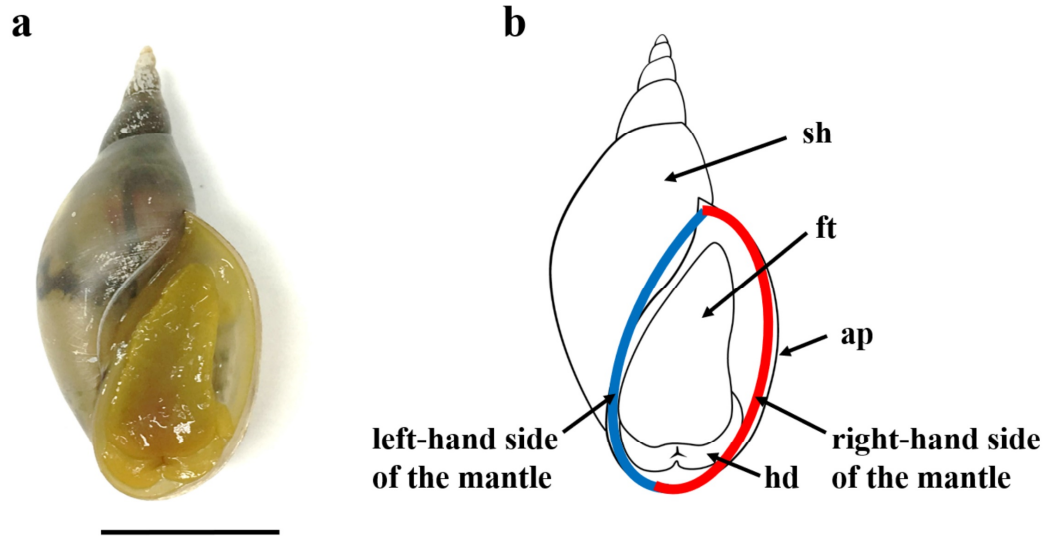 a
b
sh
ft
ap
left-hand side
of the mantle
hd
right-hand side
of the mantle